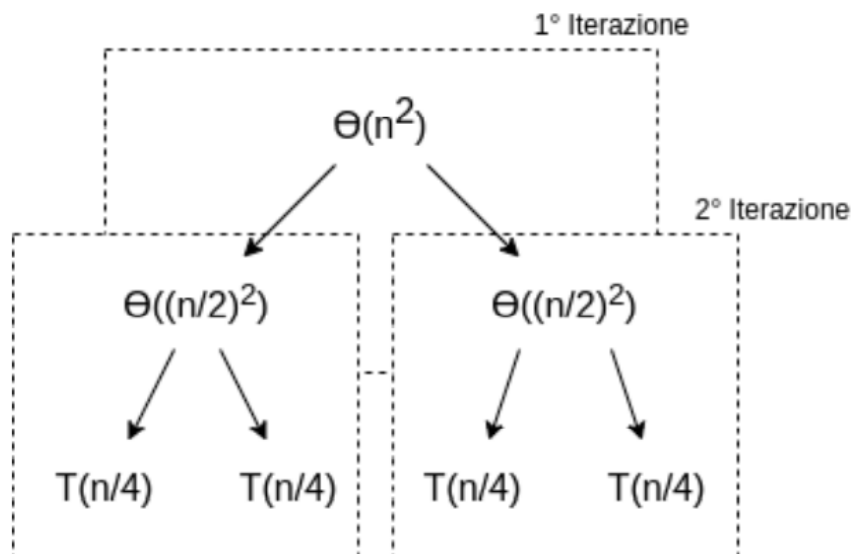 1° Iterazione
Θ(n²)
2° Iterazione
Θ((n/2)²) Θ((n/2)²)
T(n/4) T(n/4) T(n/4) T(n/4)